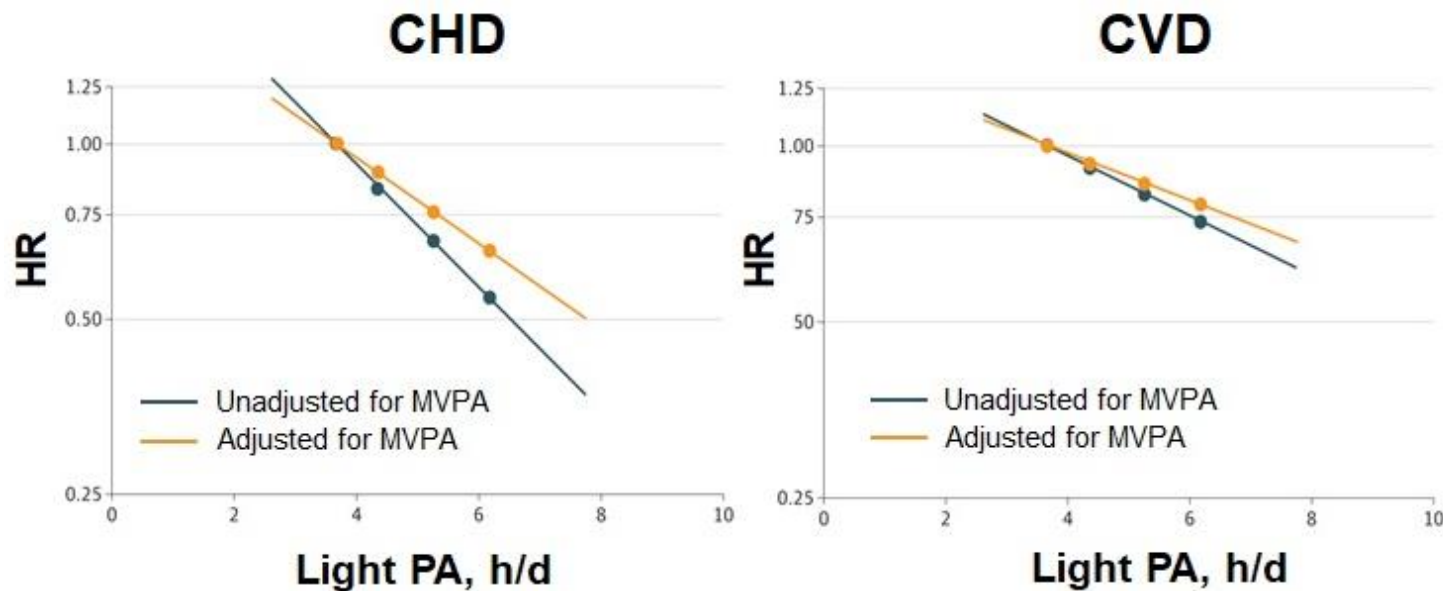 CHD
1.25
1.00
0.75
0.50
0.25
HR
Unadjusted for MVPA
Adjusted for MVPA
0 2 4 6 8 10
Light PA, h/d
CVD
1.25
1.00
75
50
0.25
HR
Unadjusted for MVPA
Adjusted for MVPA
0 2 4 6 8 10
Light PA, h/d